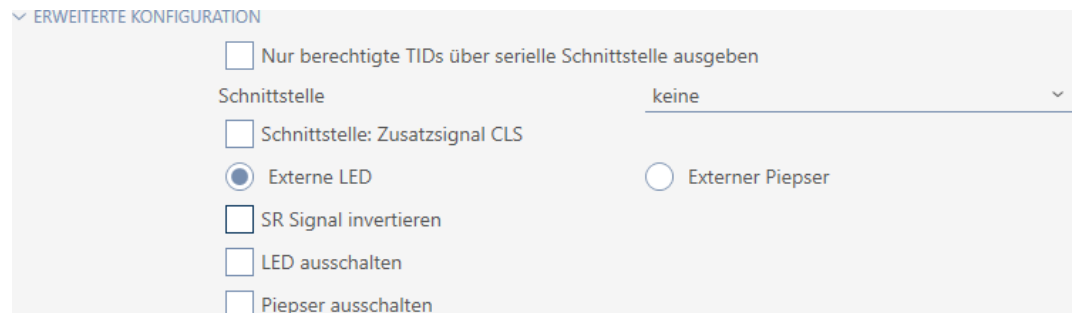 ERWEITERTE KONFIGURATION
Nur berechtigte TIDs über serielle Schnittstelle ausgeben
Schnittstelle keine
Schnittstelle: Zusatzsignal CLS
Externe LED Externer Piepser
SR Signal invertieren
LED ausschalten
Piepser ausschalten